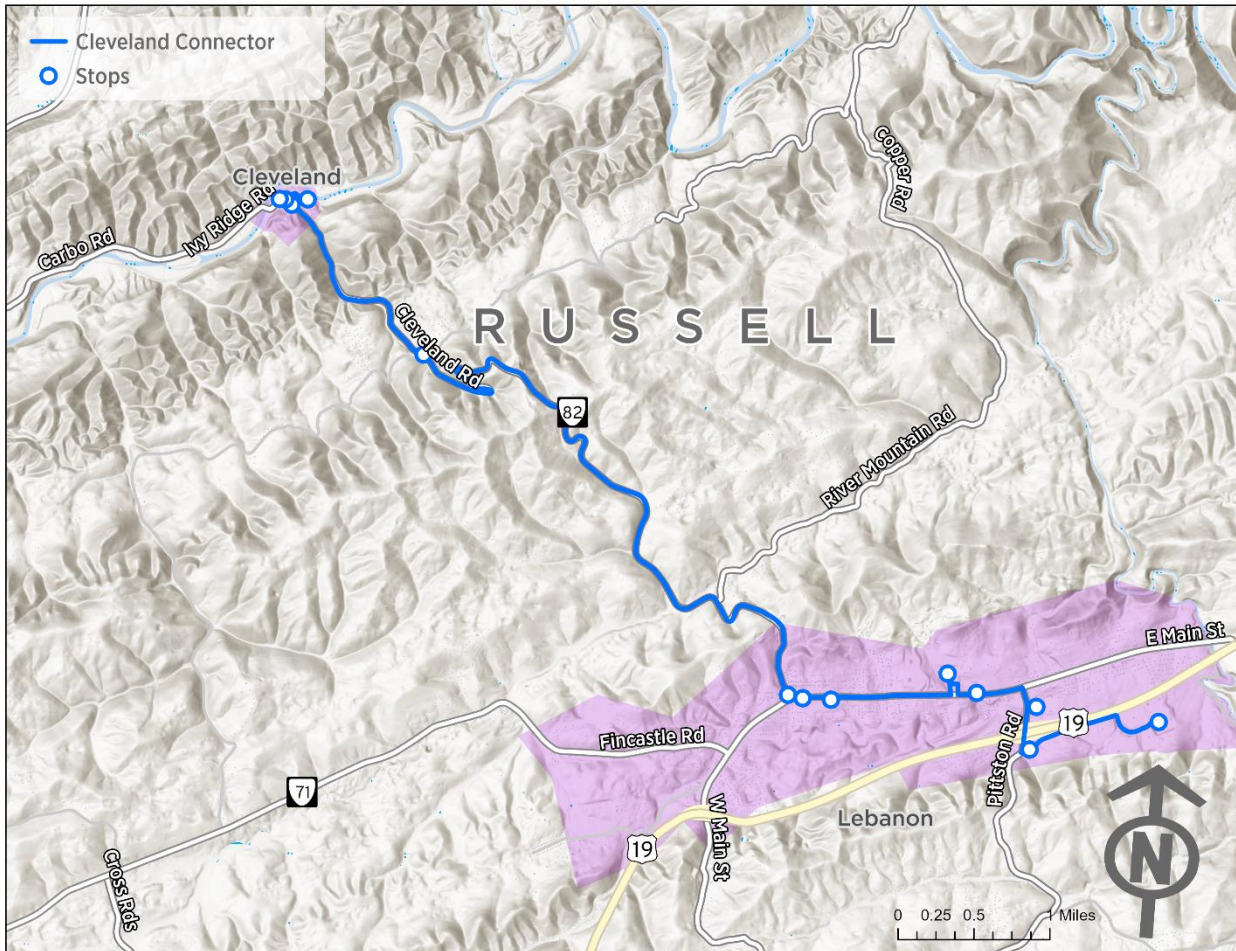 Cleveland Connector
Stops
Copper Rd
Cleveland
Ivy Ridge Rd
Carbo Rd
RUSSELL
Cleveland Rd
82
River Mountain Rd
E Main St
19
Fincastle Rd
Pittston Rd
71
W Main St
Lebanon
19
Cross Rds
N
0 0.25 0.5 1 Miles